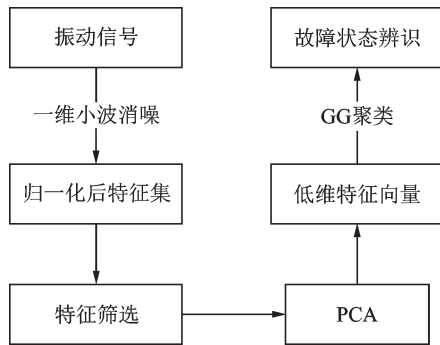 振动信号
一维小波消噪
归一化后特征集
特征筛选
PCA
低维特征向量
GG聚类
故障状态辨识